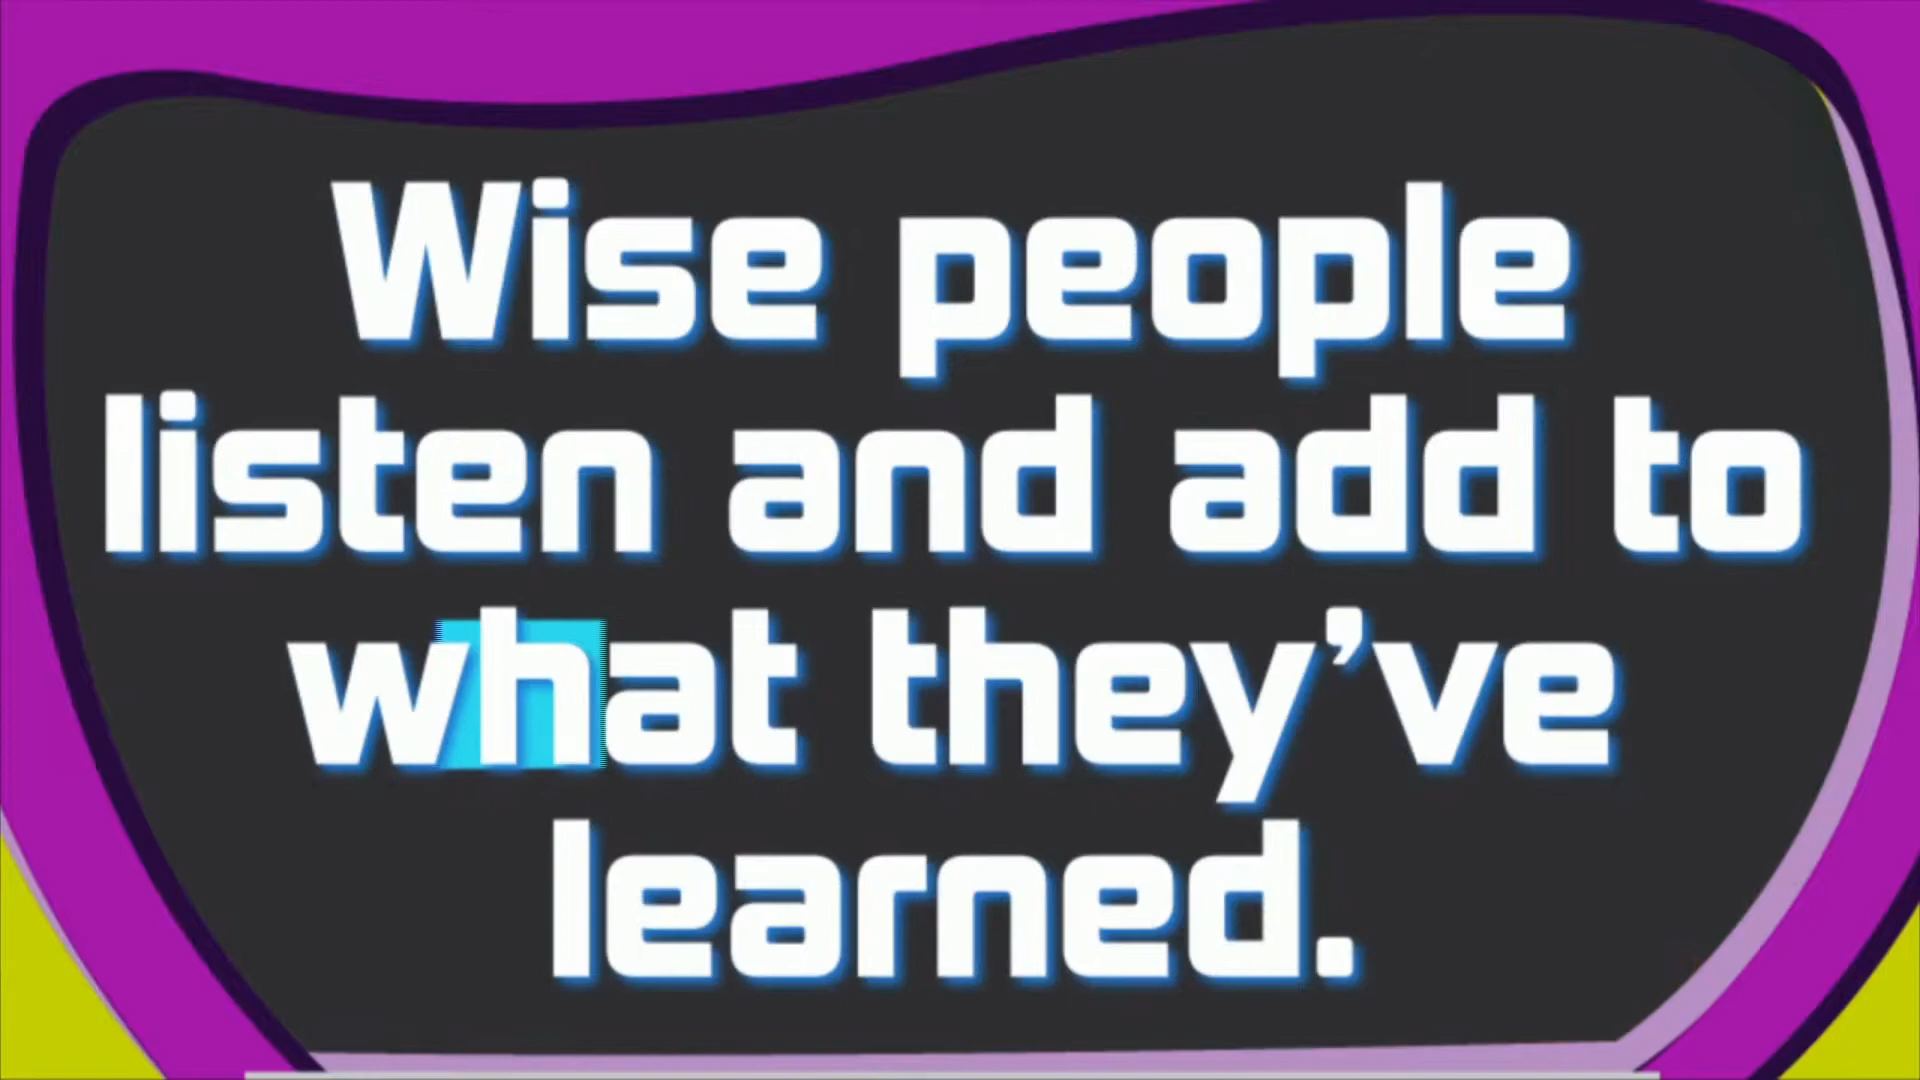 Wise people
listen and add to
what they’ve
learned.